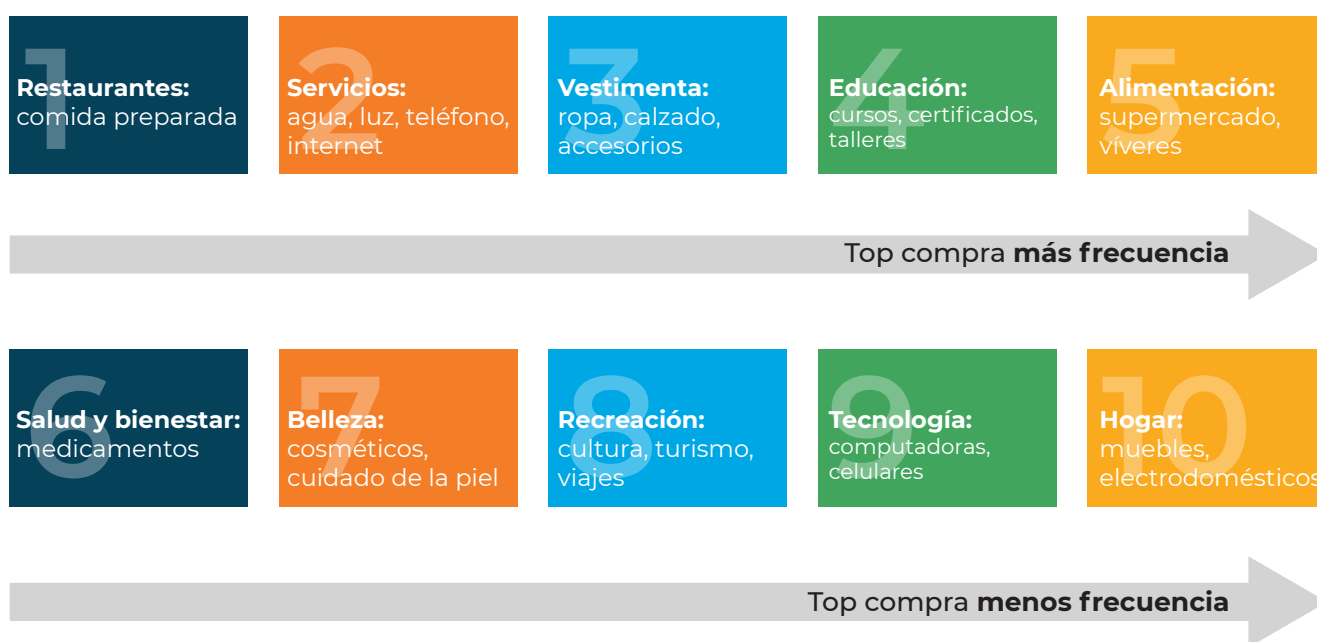 1
Restaurantes:
comida preparada
2
Servicios:
agua, luz, teléfono,
internet
3
Vestimenta:
ropa, calzado,
accesorios
4
Educación:
cursos, certificados,
talleres
5
Alimentación:
supermercado,
víveres
Top compra más frecuencia
6
Salud y bienestar:
medicamentos
7
Belleza:
cosméticos,
cuidado de la piel
8
Recreación:
cultura, turismo,
viajes
9
Tecnología:
computadoras,
celulares
10
Hogar:
muebles,
electrodomésticos
Top compra menos frecuencia